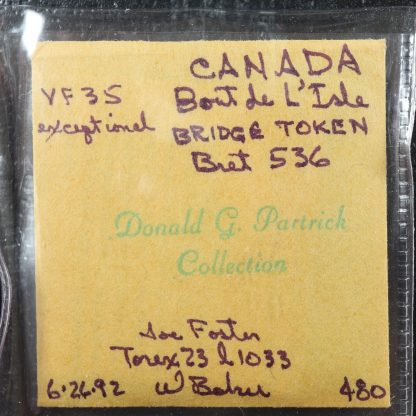 VF35
exceptional
CANADA
Bout de L'Isle
BRIDGE TOKEN
Bret 536
Donald G. Partrick
Collection
Joe Foster
Torex 23 l 1033
6·26·92 W Baker 480